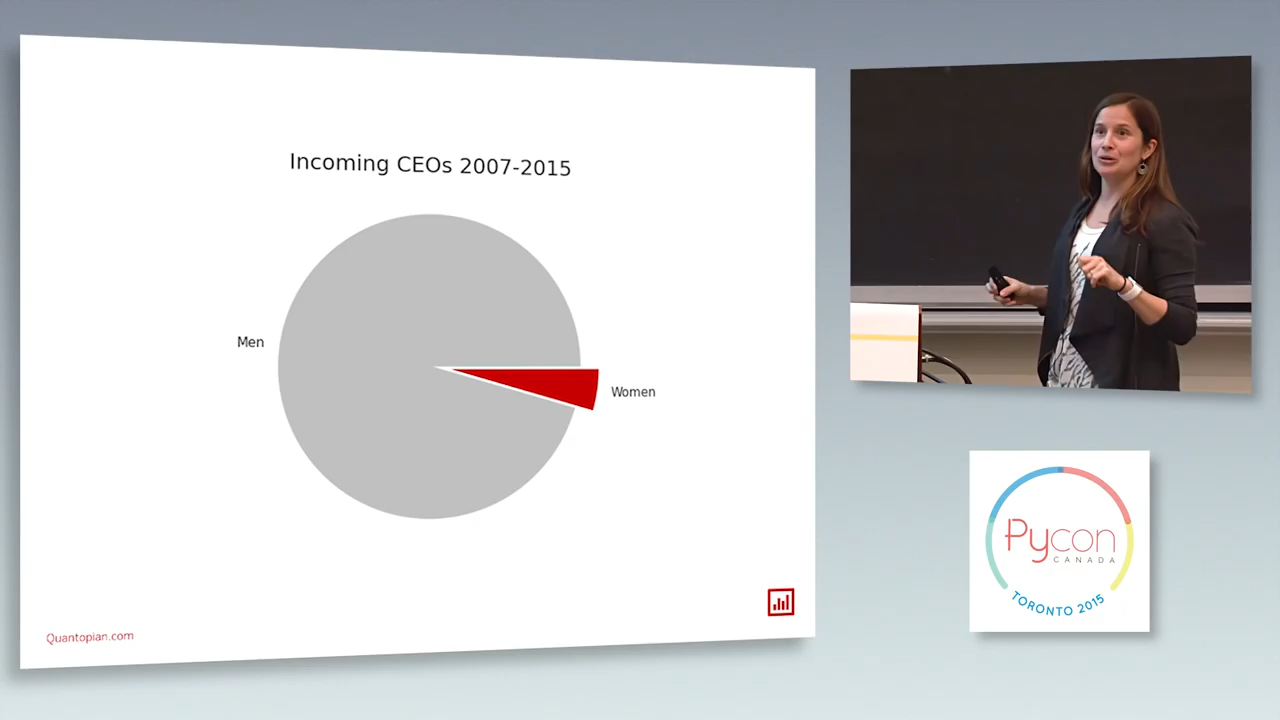 Incoming CEOs 2007-2015
Men
Women
Quantopian.com
Pycon
CANADA
TORONTO 2015